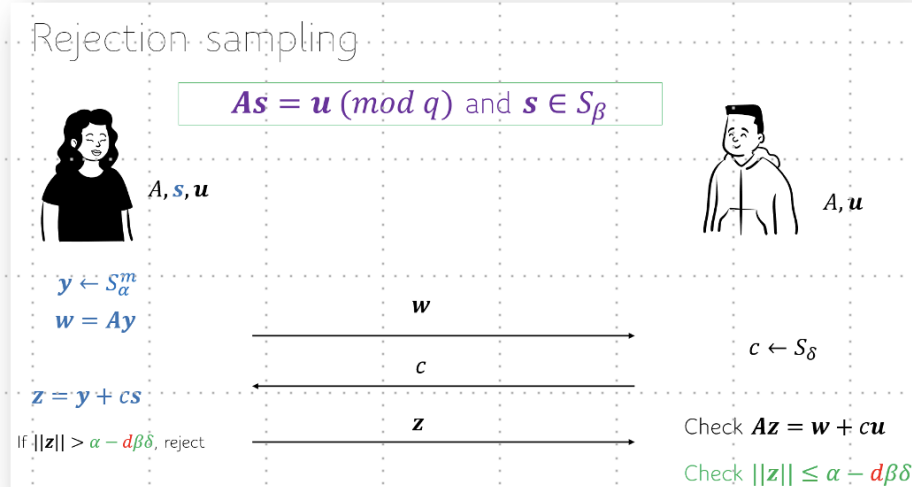 Rejection sampling
As = u (mod q) and s ∈ S_β
A, s, u
A, u
y ← S_α^m
w = Ay
w
c ← S_δ
c
z = y + cs
z
If ||z|| > α − dβδ, reject
Check Az = w + cu
Check ||z|| ≤ α − dβδ